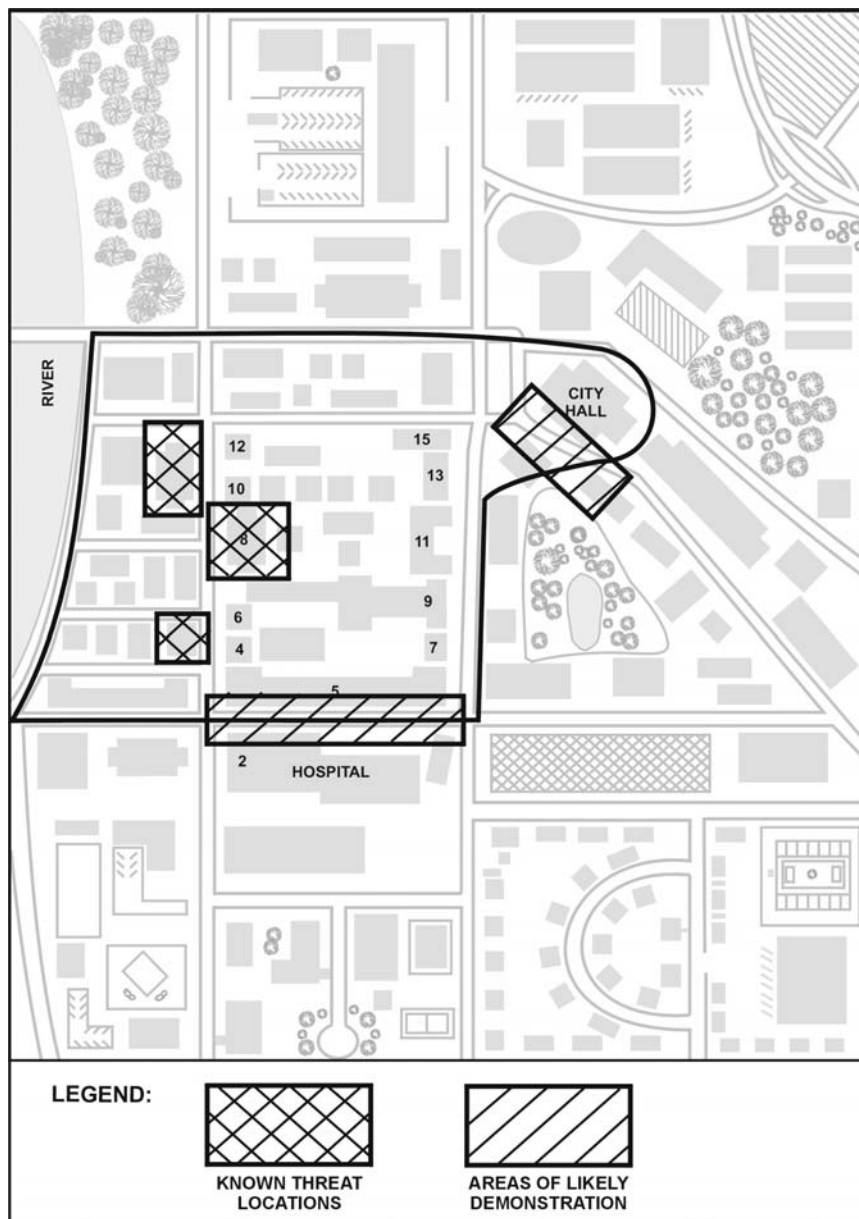 RIVER
CITY
HALL
12
15
13
10
8
11
9
6
4
7
5
2
HOSPITAL
LEGEND:
KNOWN THREAT
LOCATIONS
AREAS OF LIKELY
DEMONSTRATION